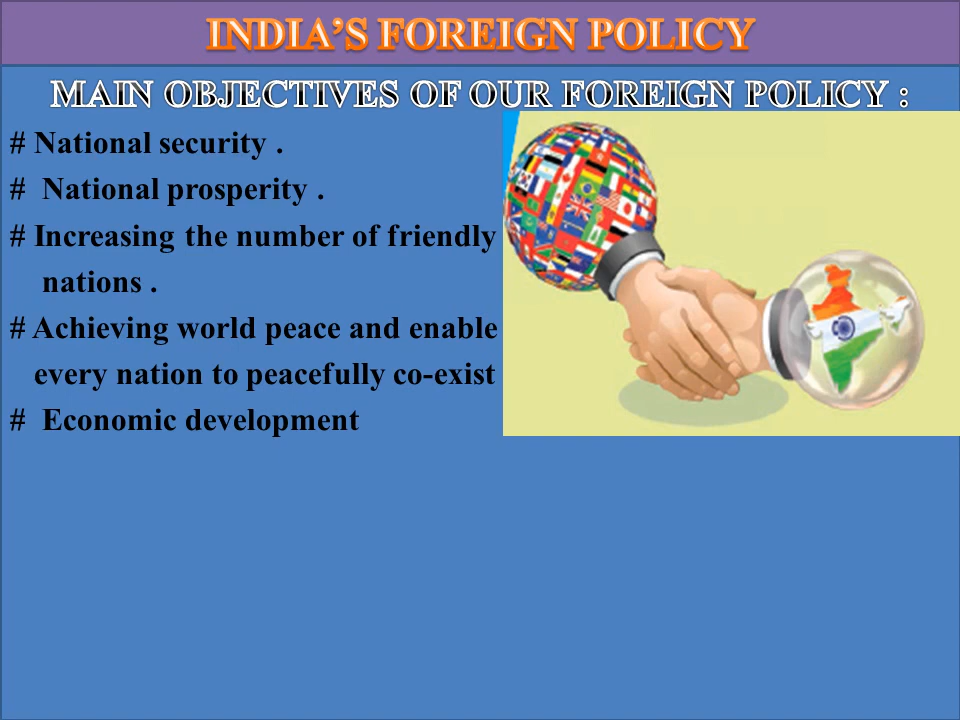 INDIA’S FOREIGN POLICY
MAIN OBJECTIVES OF OUR FOREIGN POLICY :
# National security .
# National prosperity .
# Increasing the number of friendly
nations .
# Achieving world peace and enable
every nation to peacefully co-exist
# Economic development